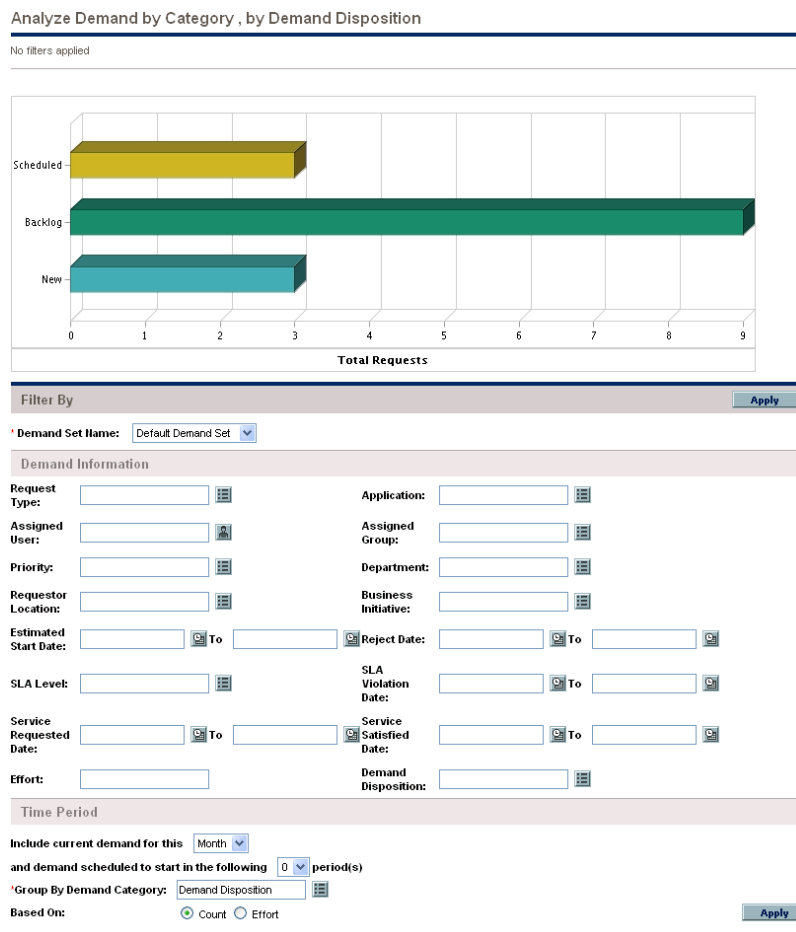 Analyze Demand by Category , by Demand Disposition
No filters applied
Scheduled
Backlog
New
0 1 2 3 4 5 6 7 8 9
Total Requests
Filter By Apply
*Demand Set Name: Default Demand Set
Demand Information
Request Type: Application:
Assigned User: Assigned Group:
Priority: Department:
Requestor Location: Business Initiative:
Estimated Start Date: To Reject Date: To
SLA Level: SLA Violation Date: To
Service Requested Date: To Service Satisfied Date: To
Effort: Demand Disposition:
Time Period
Include current demand for this Month
and demand scheduled to start in the following 0 period(s)
*Group By Demand Category: Demand Disposition
Based On: Count Effort Apply